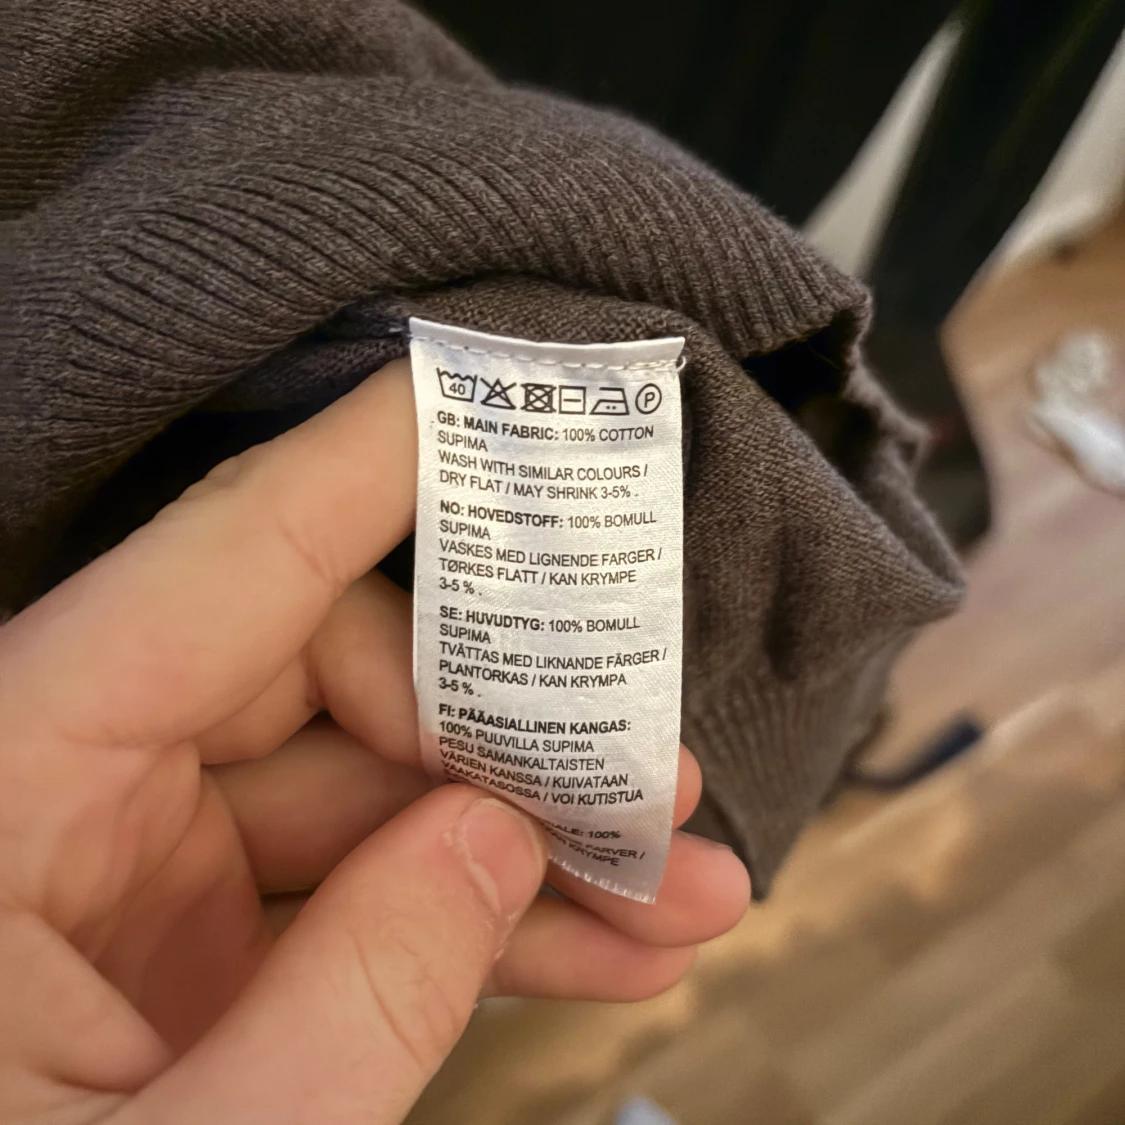 40 P
GB: MAIN FABRIC: 100% COTTON
SUPIMA
WASH WITH SIMILAR COLOURS /
DRY FLAT / MAY SHRINK 3-5% .
NO: HOVEDSTOFF: 100% BOMULL
SUPIMA
VASKES MED LIGNENDE FARGER /
TØRKES FLATT / KAN KRYMPE
3-5 % .
SE: HUVUDTYG: 100% BOMULL
SUPIMA
TVÄTTAS MED LIKNANDE FÄRGER /
PLANTORKAS / KAN KRYMPA
3-5 % .
FI: PÄÄASIALLINEN KANGAS:
100% PUUVILLA SUPIMA
PESU SAMANKALTAISTEN
VÄRIEN KANSSA / KUIVATAAN
VAAKATASOSSA / VOI KUTISTUA
100%
FARVER /
KRYMPE